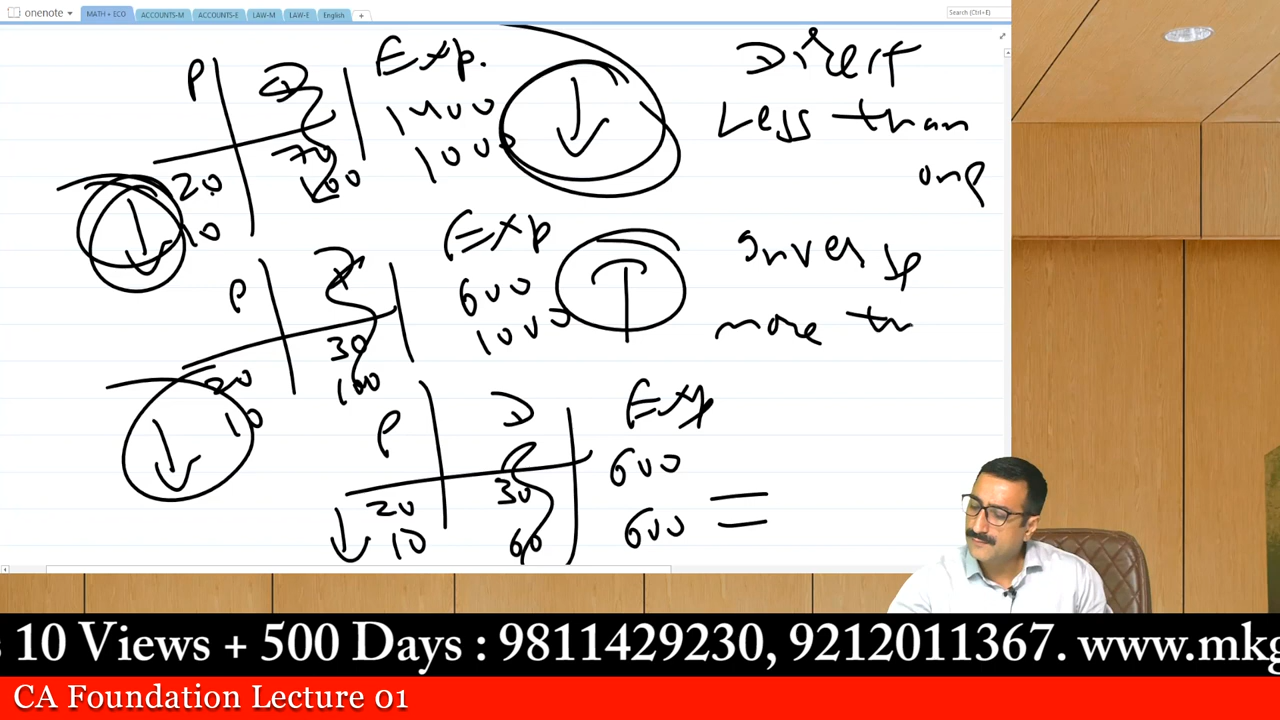 onenote
MATH + ECO ACCOUNTS-M ACCOUNTS-E LAW-M LAW-E English +
Search (Ctrl+E)
P D Exp.
20 70 1400
10 100 1000
Direct
Less than
one
P D Exp
20 30 600
10 100 1000
Inverse
more th
P D Exp
20 30 600
10 60 600
=
s 10 Views + 500 Days : 9811429230, 9212011367. www.mkg
CA Foundation Lecture 01